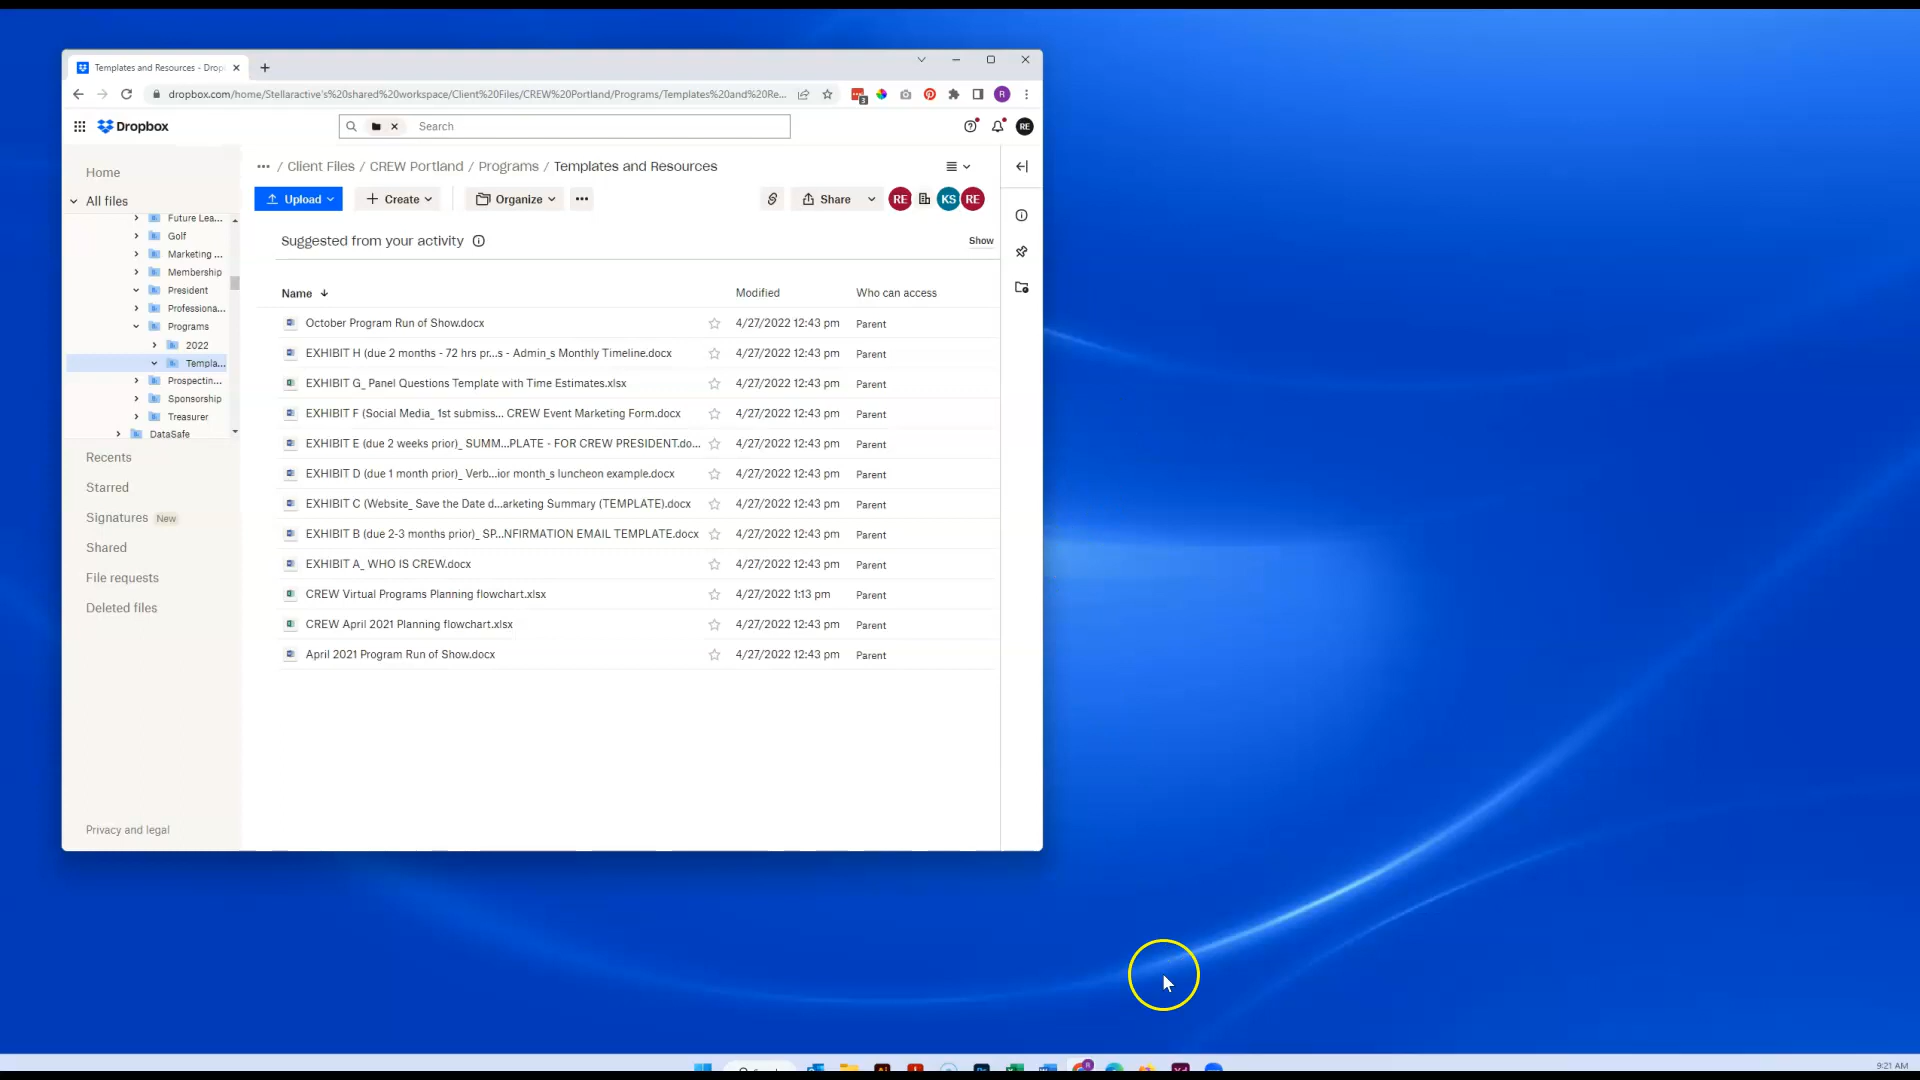 Templates and Resources - Drop
dropbox.com/home/Stellaractive's%20shared%20workspace/Client%20Files/CREW%20Portland/Programs/Templates%20and%20Re...
3
R
Dropbox
Search
RE
Home
All files
Future Lea...
Golf
Marketing ...
Membership
President
Professiona...
Programs
2022
Templa...
Prospectin...
Sponsorship
Treasurer
DataSafe
Recents
Starred
Signatures New
Shared
File requests
Deleted files
Privacy and legal
... / Client Files / CREW Portland / Programs / Templates and Resources
Upload
Create
Organize
Share
RE KS RE
Suggested from your activity
Show
Name Modified Who can access
October Program Run of Show.docx 4/27/2022 12:43 pm Parent
EXHIBIT H (due 2 months - 72 hrs pr...s - Admin_s Monthly Timeline.docx 4/27/2022 12:43 pm Parent
EXHIBIT G_ Panel Questions Template with Time Estimates.xlsx 4/27/2022 12:43 pm Parent
EXHIBIT F (Social Media_ 1st submiss... CREW Event Marketing Form.docx 4/27/2022 12:43 pm Parent
EXHIBIT E (due 2 weeks prior)_ SUMM...PLATE - FOR CREW PRESIDENT.do... 4/27/2022 12:43 pm Parent
EXHIBIT D (due 1 month prior)_ Verb...ior month_s luncheon example.docx 4/27/2022 12:43 pm Parent
EXHIBIT C (Website_ Save the Date d...arketing Summary (TEMPLATE).docx 4/27/2022 12:43 pm Parent
EXHIBIT B (due 2-3 months prior)_ SP...NFIRMATION EMAIL TEMPLATE.docx 4/27/2022 12:43 pm Parent
EXHIBIT A_ WHO IS CREW.docx 4/27/2022 12:43 pm Parent
CREW Virtual Programs Planning flowchart.xlsx 4/27/2022 1:13 pm Parent
CREW April 2021 Planning flowchart.xlsx 4/27/2022 12:43 pm Parent
April 2021 Program Run of Show.docx 4/27/2022 12:43 pm Parent
9:21 AM